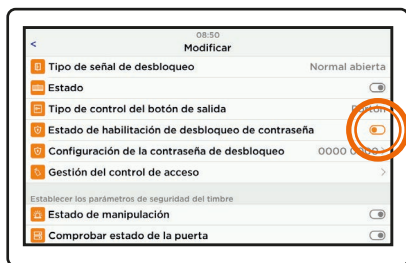 08:50
<
Modificar
Tipo de señal de desbloqueo Normal abierta
Estado
Tipo de control del botón de salida Botón
Estado de habilitación de desbloqueo de contraseña
Configuración de la contraseña de desbloqueo 0000 0000 >
Gestión del control de acceso >
Establecer los parámetros de seguridad del timbre
Estado de manipulación
Comprobar estado de la puerta